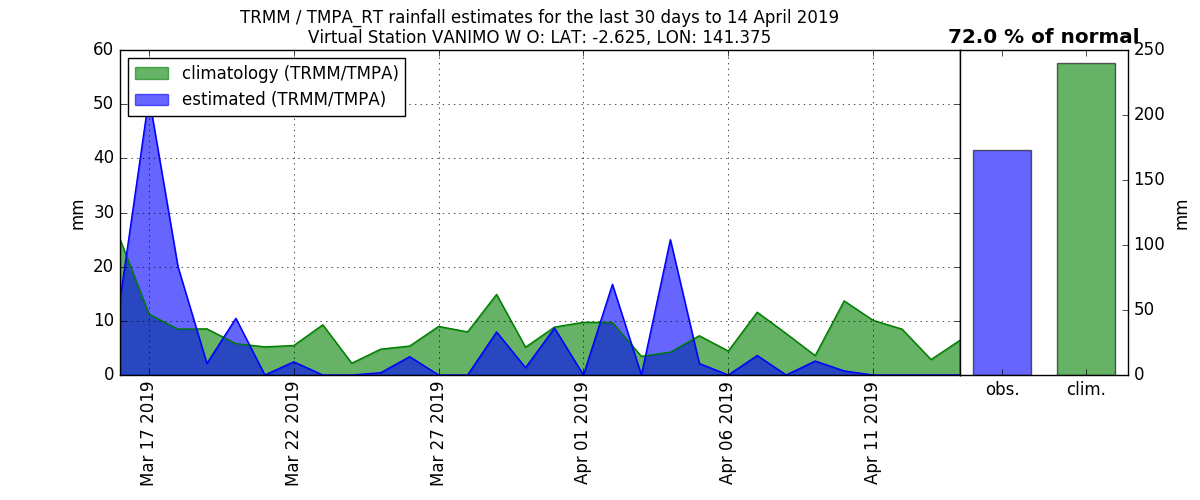 TRMM / TMPA_RT rainfall estimates for the last 30 days to 14 April 2019
Virtual Station VANIMO W O: LAT: -2.625, LON: 141.375
72.0 % of normal
climatology (TRMM/TMPA)
estimated (TRMM/TMPA)
mm
60
50
40
30
20
10
0
Mar 17 2019
Mar 22 2019
Mar 27 2019
Apr 01 2019
Apr 06 2019
Apr 11 2019
obs.
clim.
250
200
150
100
50
0
mm